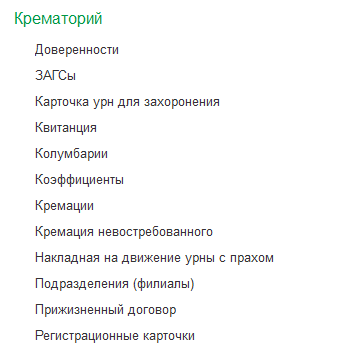 Крематорий
Доверенности
ЗАГСы
Карточка урн для захоронения
Квитанция
Колумбарии
Коэффициенты
Кремации
Кремация невостребованного
Накладная на движение урны с прахом
Подразделения (филиалы)
Прижизненный договор
Регистрационные карточки